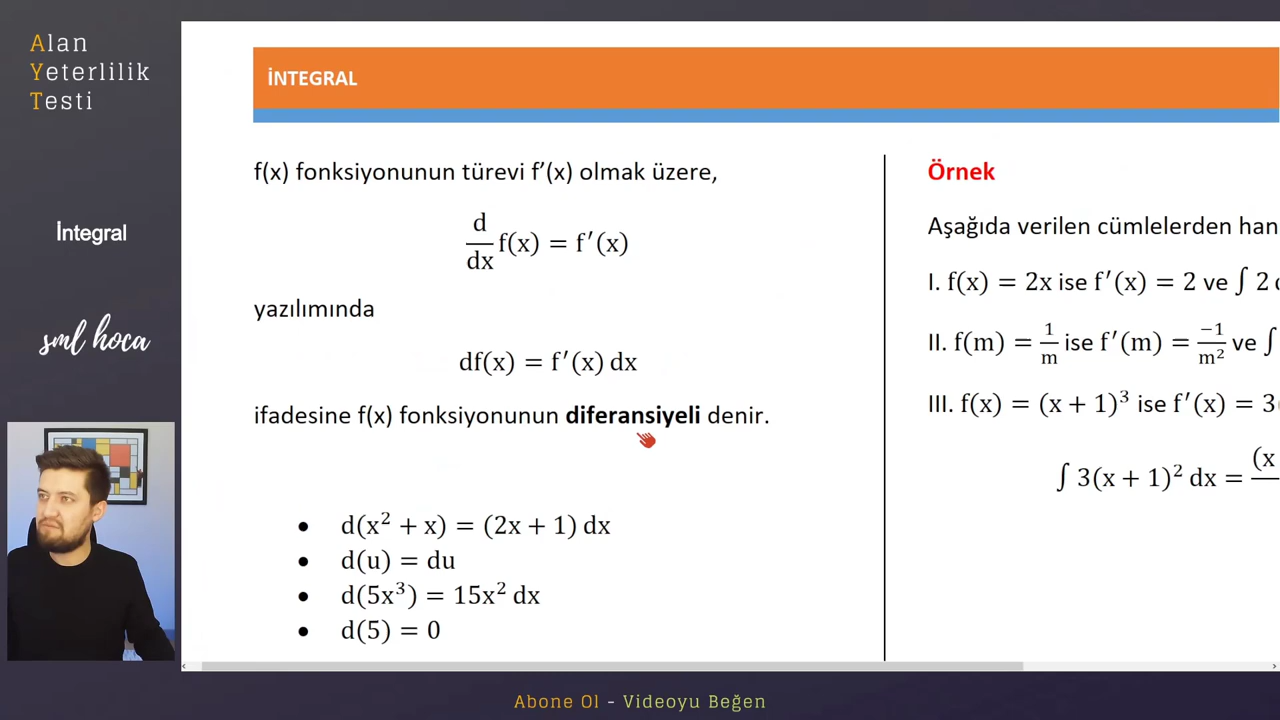 Alan
Yeterlilik
Testi
İntegral
sml hoca
İNTEGRAL
f(x) fonksiyonunun türevi f'(x) olmak üzere,
d/dx f(x) = f'(x)
yazılımında
df(x) = f'(x) dx
ifadesine f(x) fonksiyonunun diferansiyeli denir.
• d(x² + x) = (2x + 1) dx
• d(u) = du
• d(5x³) = 15x² dx
• d(5) = 0
Örnek
Aşağıda verilen cümlelerden han
I. f(x) = 2x ise f'(x) = 2 ve ∫ 2
II. f(m) = 1/m ise f'(m) = −1/m² ve ∫
III. f(x) = (x + 1)³ ise f'(x) = 3
∫ 3(x + 1)² dx = (x
Abone Ol - Videoyu Beğen